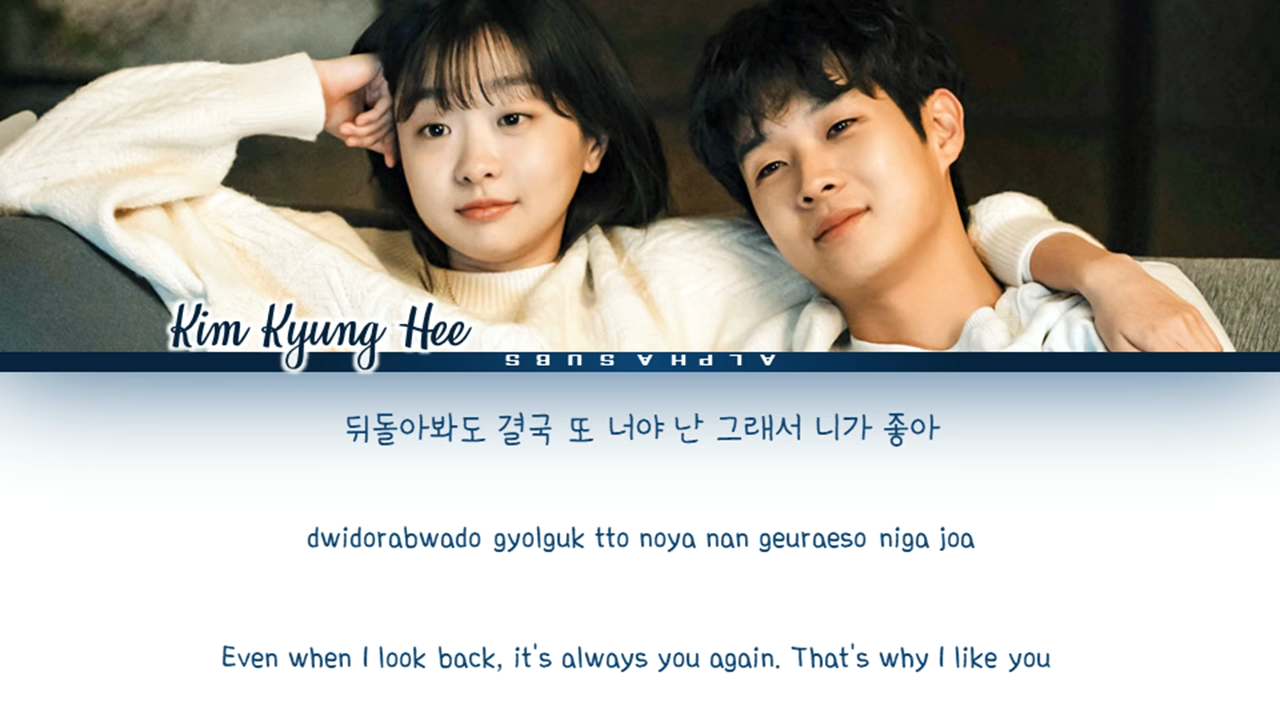 Kim Kyung Hee
ALPHASUBS
뒤돌아봐도 결국 또 너야 난 그래서 니가 좋아
dwidorabwado gyolguk tto noya nan geuraeso niga joa
Even when I look back, it's always you again. That's why I like you